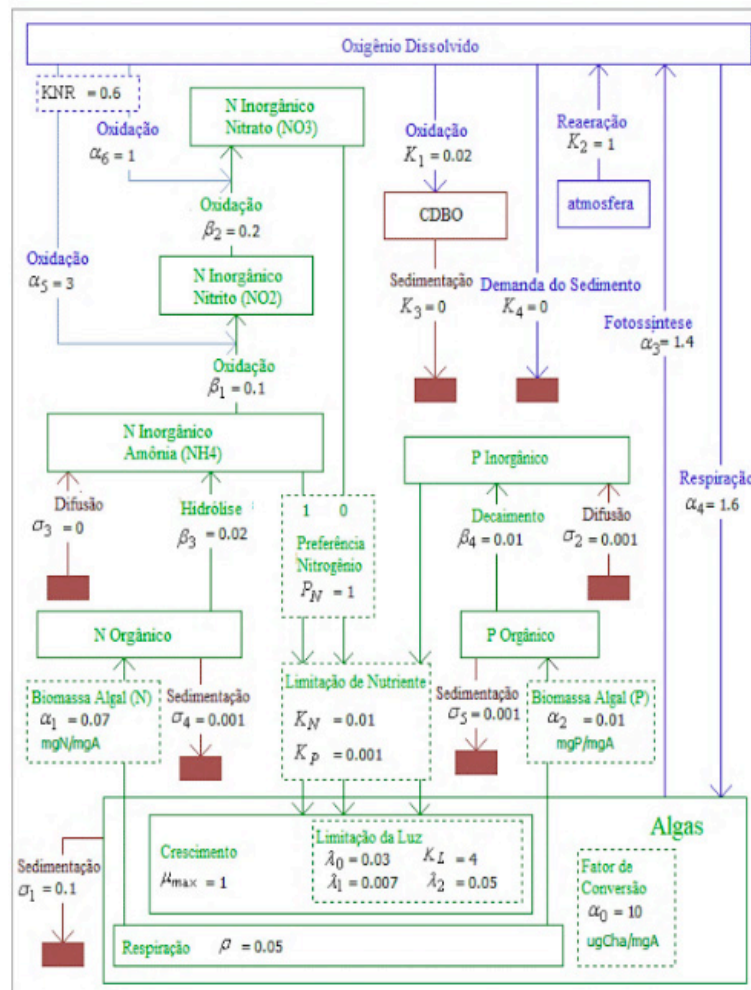 Oxigênio Dissolvido
KNR = 0.6
Oxidação
α6 = 1
N Inorgânico
Nitrato (NO3)
Oxidação
K1 = 0.02
Reaeração
K2 = 1
CDBO
atmosfera
Oxidação
β2 = 0.2
Oxidação
α5 = 3
N Inorgânico
Nitrito (NO2)
Sedimentação
K3 = 0
Demanda do Sedimento
K4 = 0
Fotossíntese
α3 = 1.4
Oxidação
β1 = 0.1
N Inorgânico
Amônia (NH4)
P Inorgânico
Difusão
σ3 = 0
Hidrólise
β3 = 0.02
1 0
Preferência
Nitrogênio
PN = 1
Decaimento
β4 = 0.01
Difusão
σ2 = 0.001
Respiração
α4 = 1.6
N Orgânico
P Orgânico
Biomassa Algal (N)
α1 = 0.07
mgN/mgA
Sedimentação
σ4 = 0.001
Limitação de Nutriente
KN = 0.01
KP = 0.001
Sedimentação
σ5 = 0.001
Biomassa Algal (P)
α2 = 0.01
mgP/mgA
Algas
Sedimentação
σ1 = 0.1
Crescimento
μmax = 1
Limitação da Luz
λ0 = 0.03 KL = 4
λ1 = 0.007 λ2 = 0.05
Fator de
Conversão
α0 = 10
ugCha/mgA
Respiração ρ = 0.05